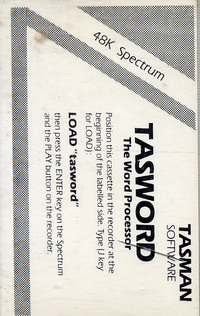 48K Spectrum
TASMAN
SOFTWARE
TASWORD
The Word Processor
Position this cassette in the recorder at the
beginning of the labelled side. Type (J key
for LOAD):
LOAD "tasword"
then press the ENTER key on the Spectrum
and the PLAY button on the recorder.